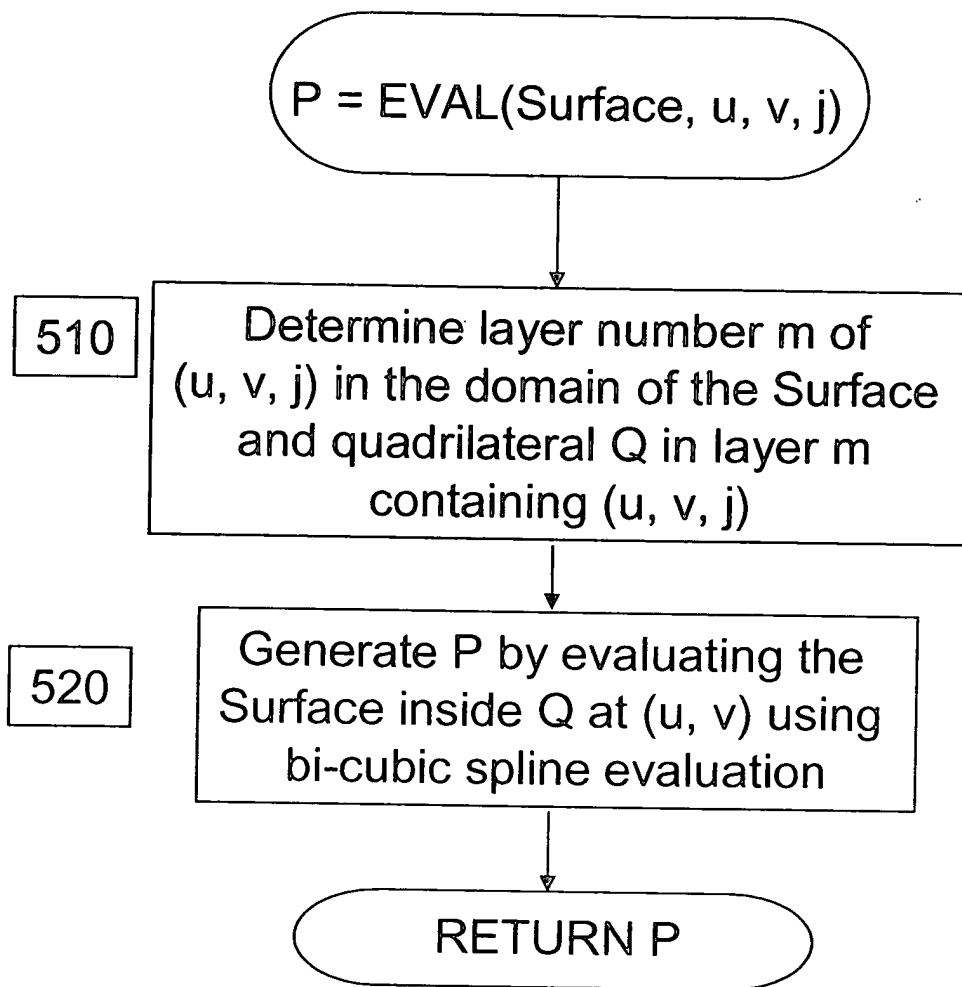 P = EVAL(Surface, u, v, j)
510
Determine layer number m of
(u, v, j) in the domain of the Surface
and quadrilateral Q in layer m
containing (u, v, j)
520
Generate P by evaluating the
Surface inside Q at (u, v) using
bi-cubic spline evaluation
RETURN P